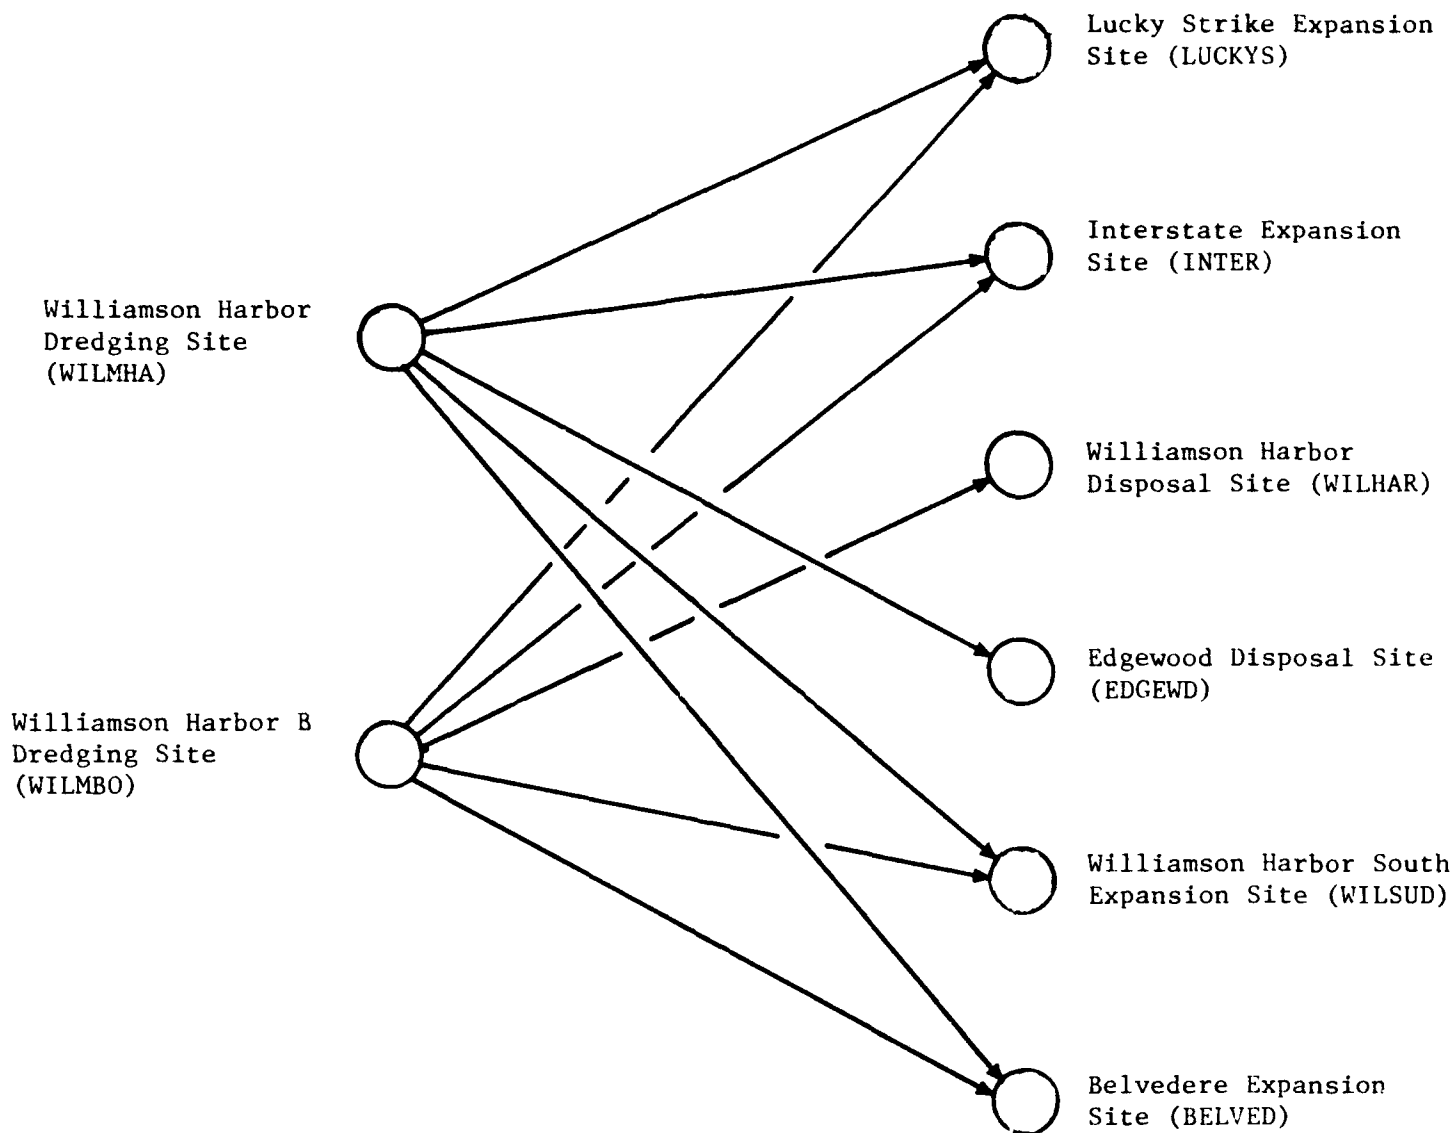 Lucky Strike Expansion
Site (LUCKYS)
Interstate Expansion
Site (INTER)
Williamson Harbor
Dredging Site
(WILMHA)
Williamson Harbor
Disposal Site (WILHAR)
Edgewood Disposal Site
(EDGEWD)
Williamson Harbor B
Dredging Site
(WILMBO)
Williamson Harbor South
Expansion Site (WILSUD)
Belvedere Expansion
Site (BELVED)